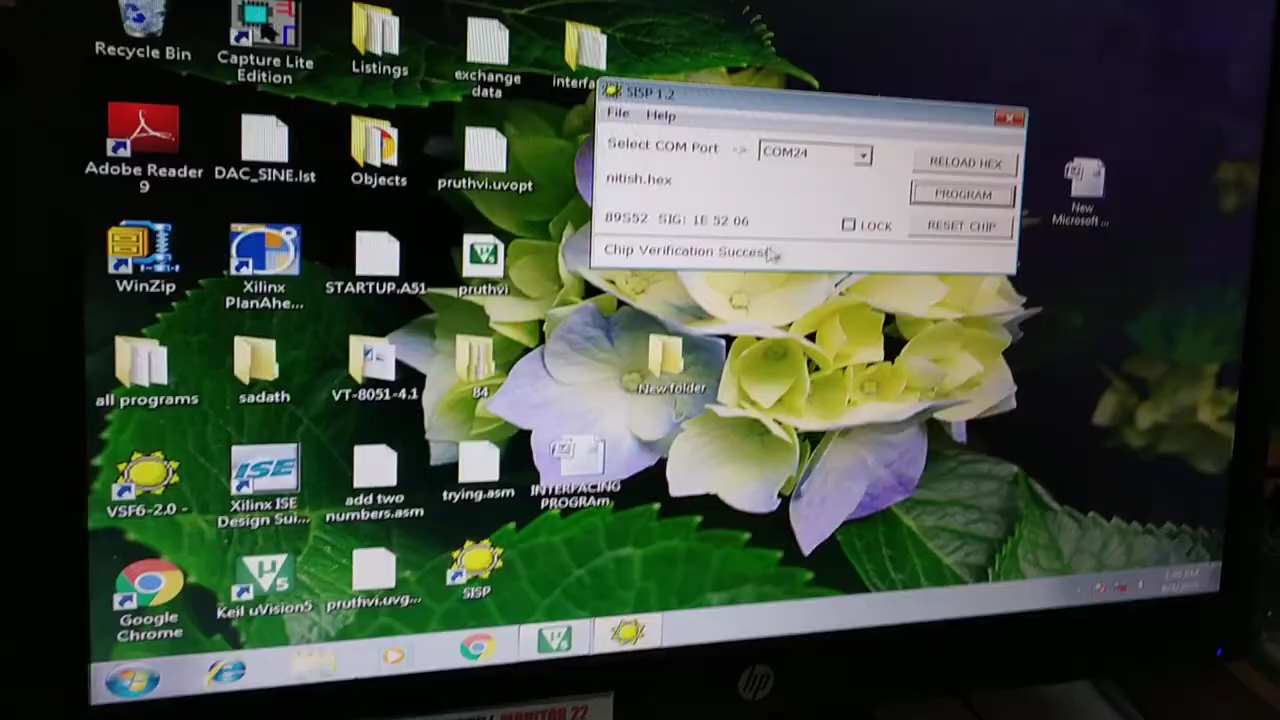 Recycle Bin
Capture Lite
Edition
Listings
exchange
data
interfa
SISP 1.2
File Help
Select COM Port -> COM24
RELOAD HEX
nitish.hex
PROGRAM
89S52 SIG: 1E 52 06
LOCK
RESET CHIP
Chip Verification Success
New
Microsoft ...
Adobe Reader
9
DAC_SINE.lst
Objects
pruthvi.uvopt
WinZip
Xilinx
PlanAhe...
STARTUP.A51
pruthvi
all programs
sadath
VT-8051-4.1
84
New folder
VSF6-2.0 -
ISE
Xilinx ISE
Design Sui...
add two
numbers.asm
trying.asm
INTERFACING
PROGRAm
Google
Chrome
Keil uVision5
pruthvi.uvg...
SISP
hp
MONITOR 22